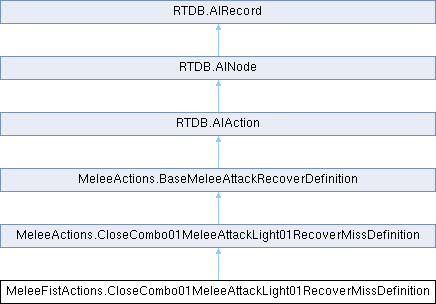 RTDB.AIRecord
RTDB.AINode
RTDB.AIAction
MeleeActions.BaseMeleeAttackRecoverDefinition
MeleeActions.CloseCombo01MeleeAttackLight01RecoverMissDefinition
MeleeFistActions.CloseCombo01MeleeAttackLight01RecoverMissDefinition